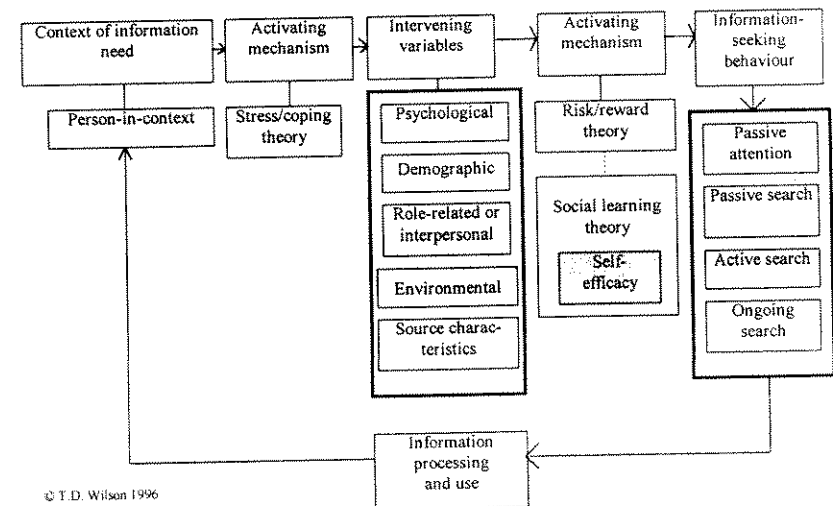 Context of information
need
Activating
mechanism
Intervening
variables
Activating
mechanism
Information-
seeking
behaviour
Person-in-context
Stress/coping
theory
Psychological
Demographic
Role-related or
interpersonal
Environmental
Source charac-
teristics
Risk/reward
theory
Social learning
theory
Self-
efficacy
Passive
attention
Passive search
Active search
Ongoing
search
Information
processing
and use
© T.D. Wilson 1996